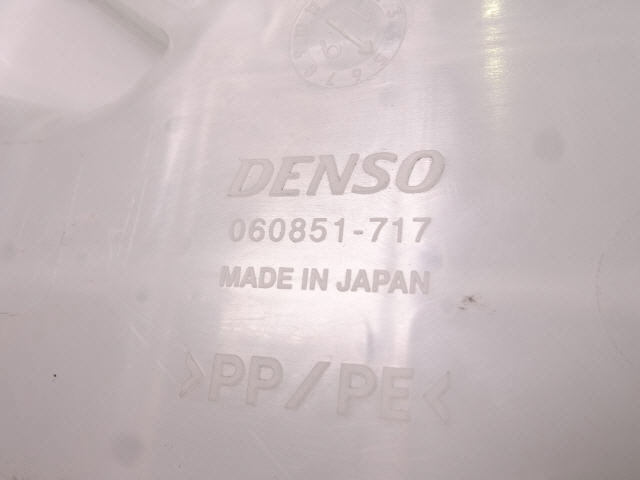 DENSO
060851-717
MADE IN JAPAN
>PP/PE<